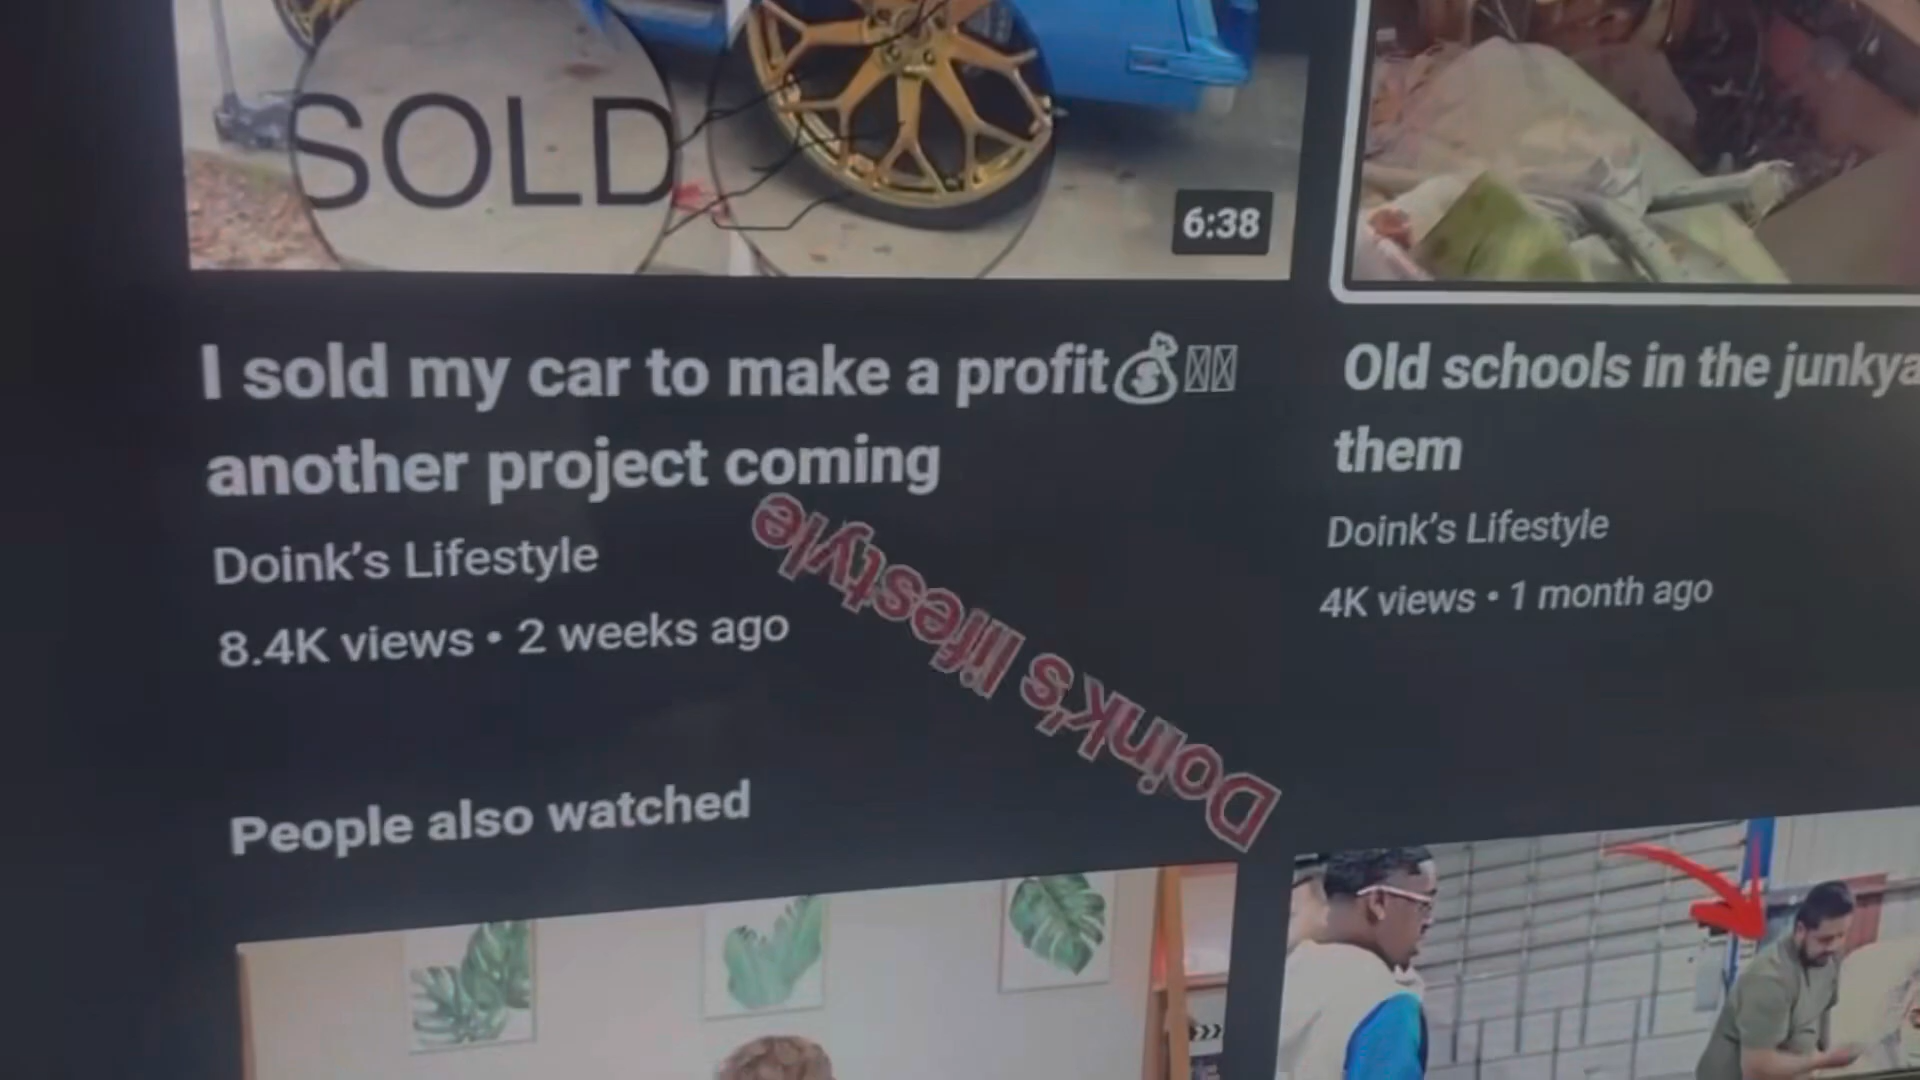 SOLD
6:38
I sold my car to make a profit💰
another project coming
Doink's Lifestyle
8.4K views • 2 weeks ago
Old schools in the
them
Doink's Lifestyle
4K views • 1 month ago
Doink's lifestyle
People also watched